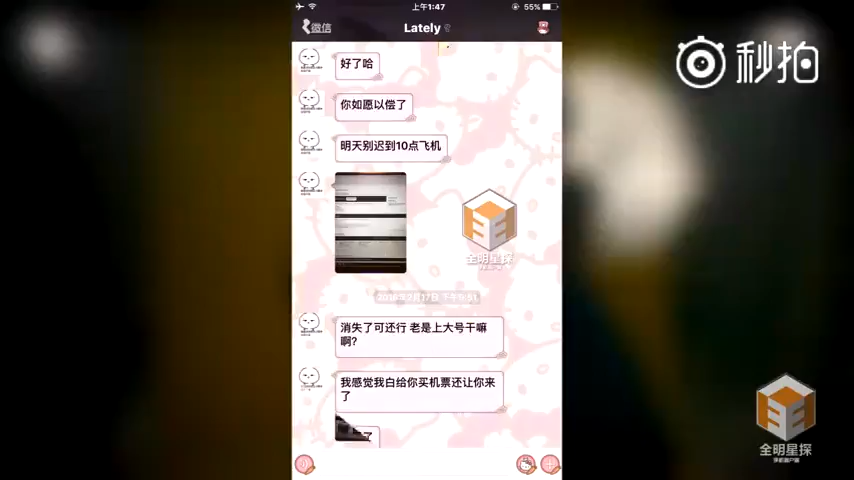 上午1:47
55%
微信
Lately
秒拍
好了哈
你如愿以偿了
明天别迟到10点飞机
全明星探
消失了可还行 老是上大号干嘛
啊?
我感觉我白给你买机票还让你来
了
全明星探